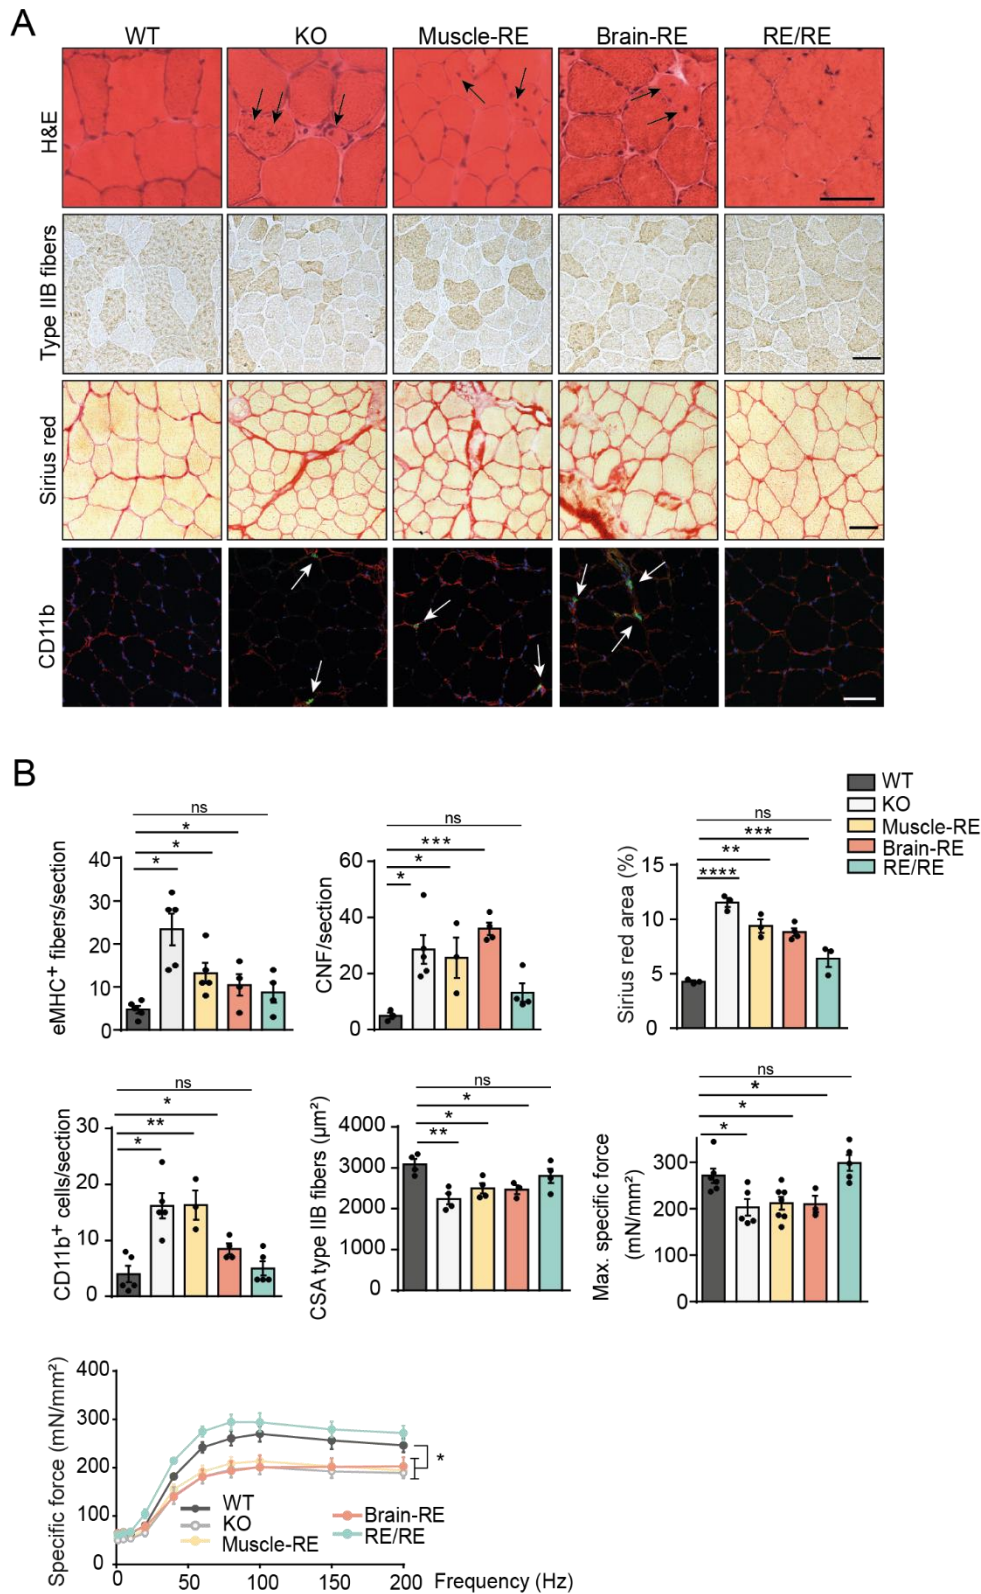 A
WT KO Muscle-RE Brain-RE RE/RE
H&E
Type IIB fibers
Sirius red
CD11b
B
WT
KO
Muscle-RE
Brain-RE
RE/RE
ns
*
*
*
eMHC+ fibers/section
40
30
20
10
0
ns
***
*
*
CNF/section
60
40
20
0
ns
***
**
****
Sirius red area (%)
15
10
5
0
ns
*
**
*
CD11b+ cells/section
30
20
10
0
ns
*
*
**
CSA type IIB fibers (µm²)
4000
3000
2000
1000
0
ns
*
*
*
Max. specific force
(mN/mm²)
300
200
100
0
Specific force (mN/mm²)
400
300
200
100
0
*
WT
KO
Muscle-RE
Brain-RE
RE/RE
0 50 100 150 200
Frequency (Hz)